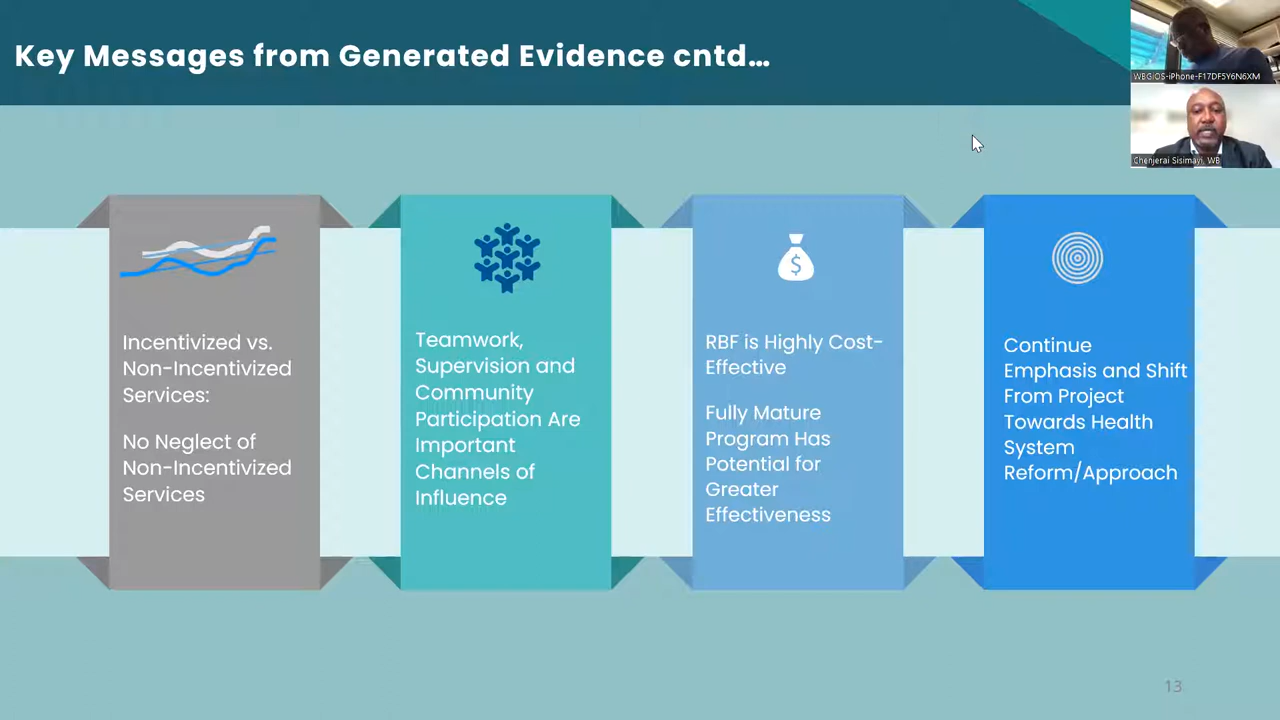 Key Messages from Generated Evidence cntd...
WBGIOS-iPhone-F17DF5Y6N6XM
Chenjerai Sisimayi, WB
$
Incentivized vs.
Non-Incentivized
Services:
No Neglect of
Non-Incentivized
Services
Teamwork,
Supervision and
Community
Participation Are
Important
Channels of
Influence
RBF is Highly Cost-
Effective
Fully Mature
Program Has
Potential for
Greater
Effectiveness
Continue
Emphasis and Shift
From Project
Towards Health
System
Reform/Approach
13